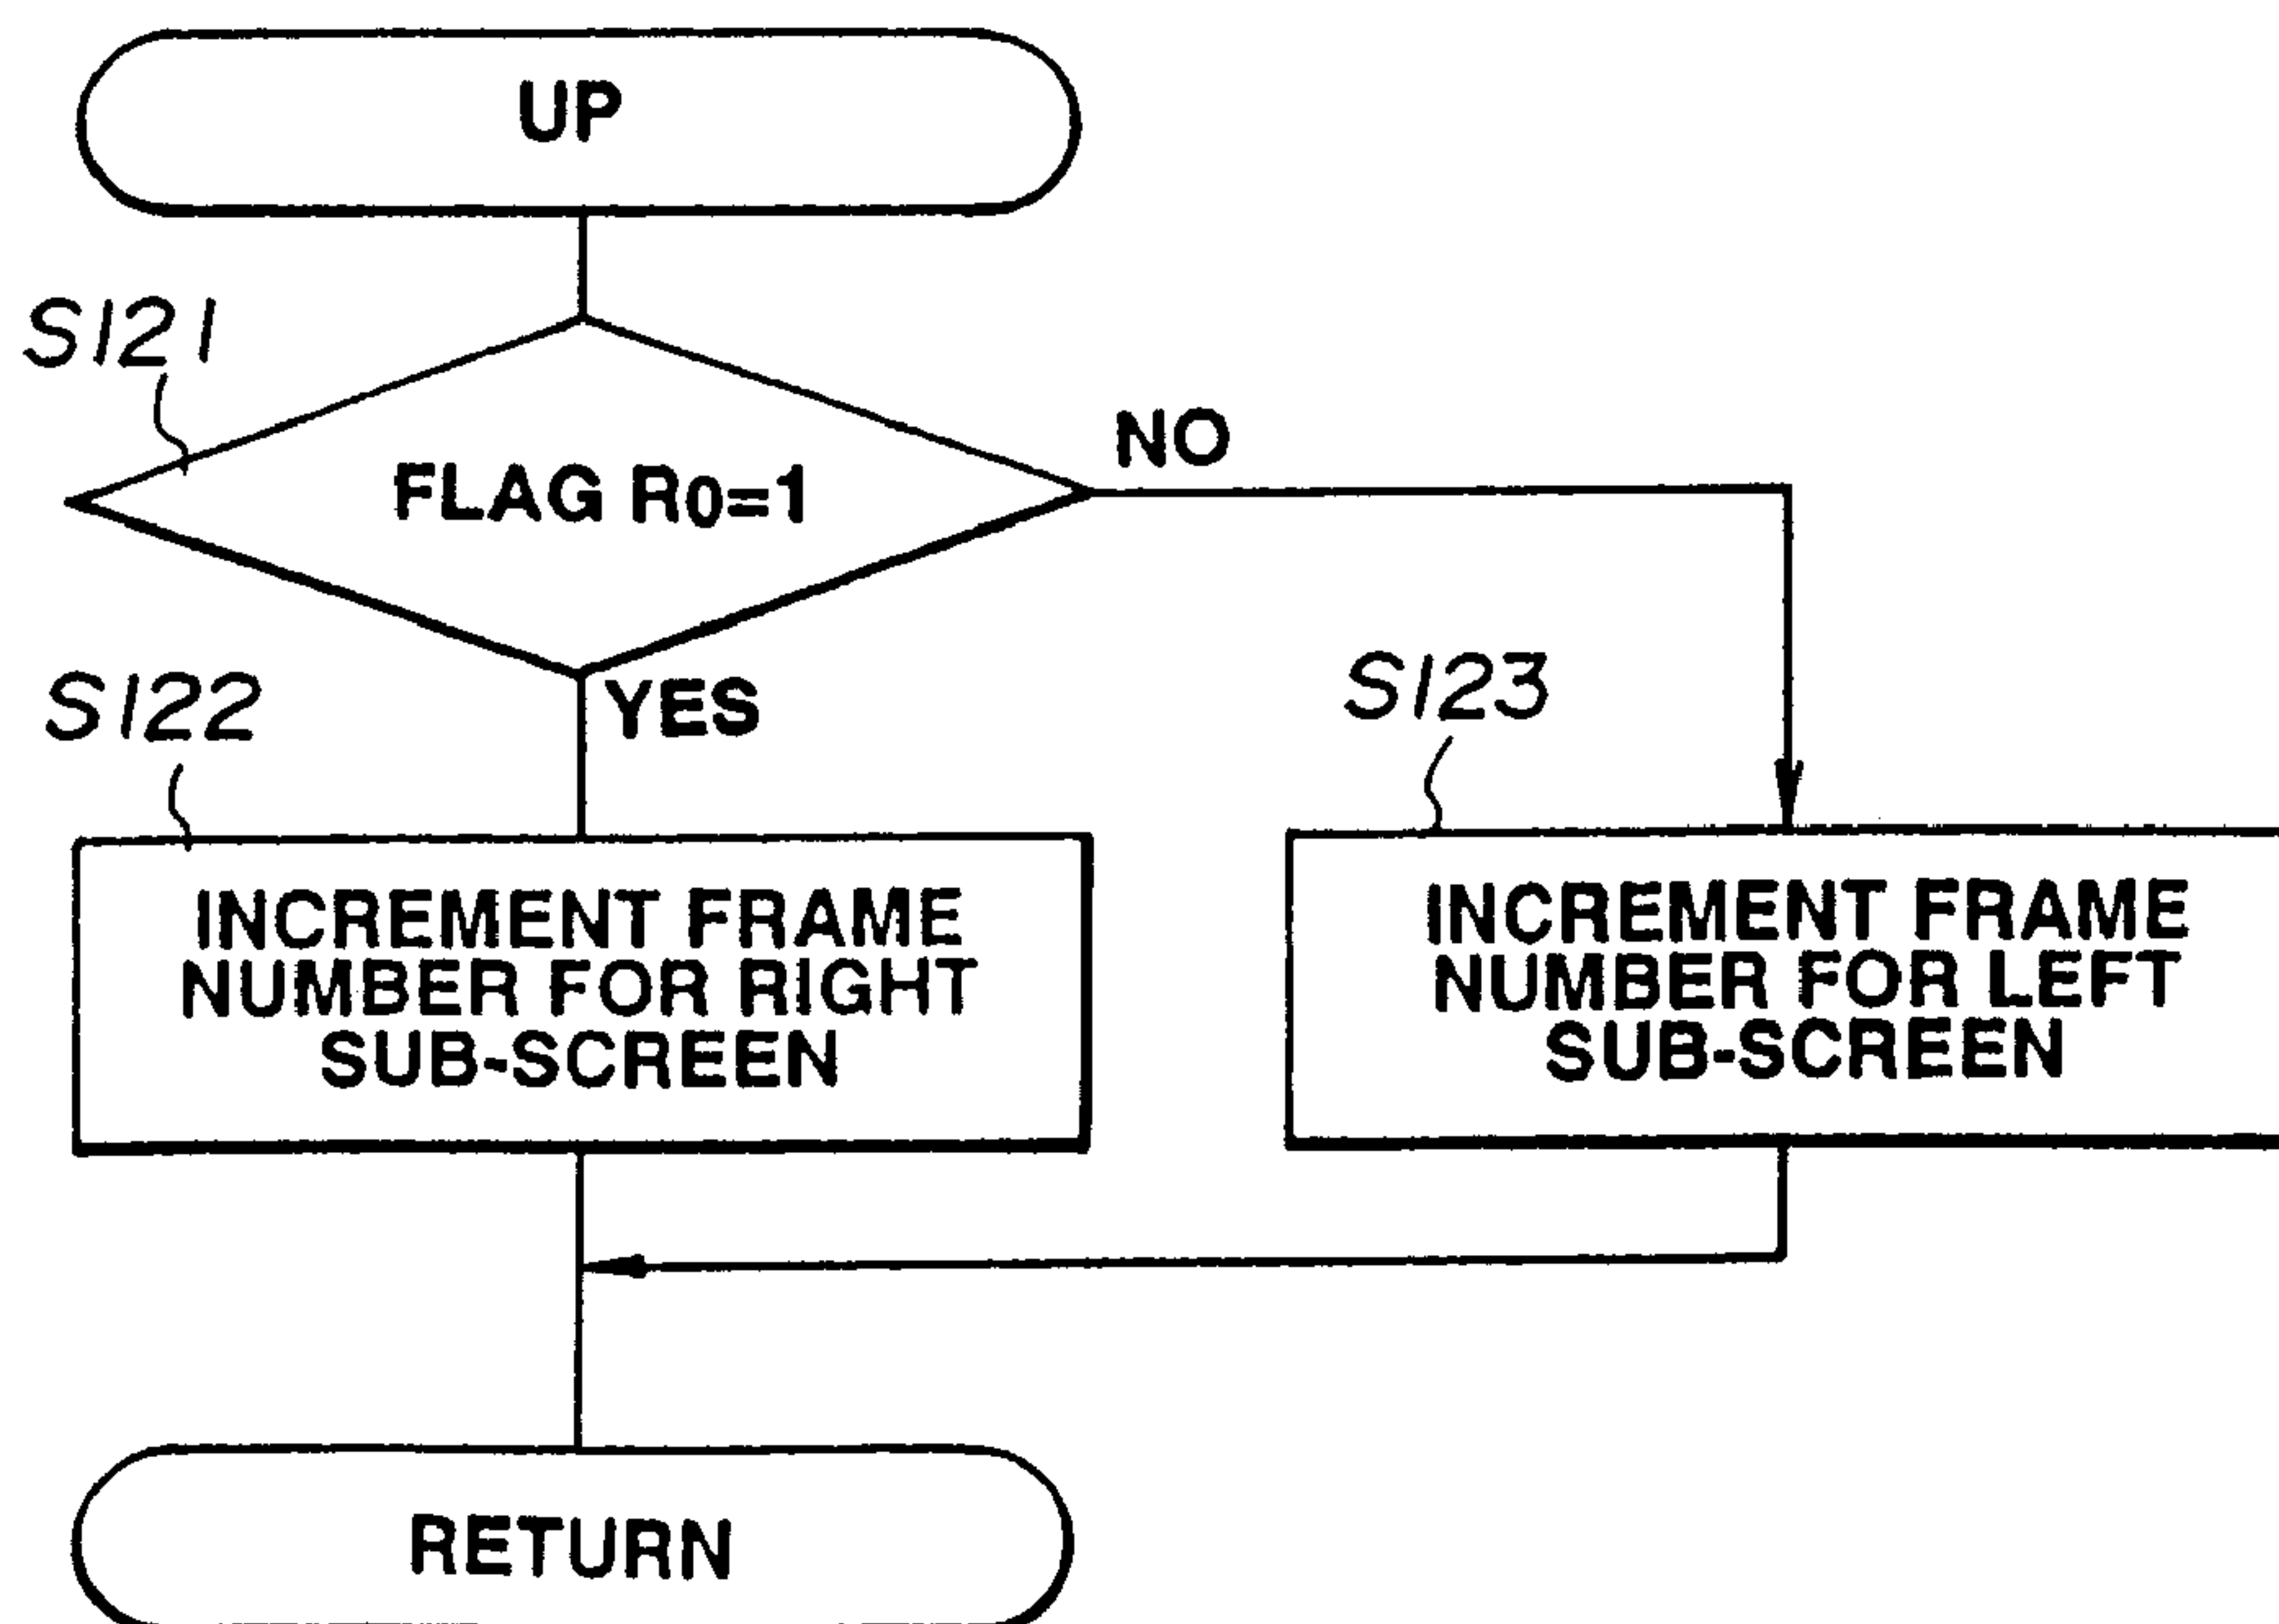 UP
S121
FLAG R0=1
NO
YES
S122
S123
INCREMENT FRAME
NUMBER FOR RIGHT
SUB-SCREEN
INCREMENT FRAME
NUMBER FOR LEFT
SUB-SCREEN
RETURN